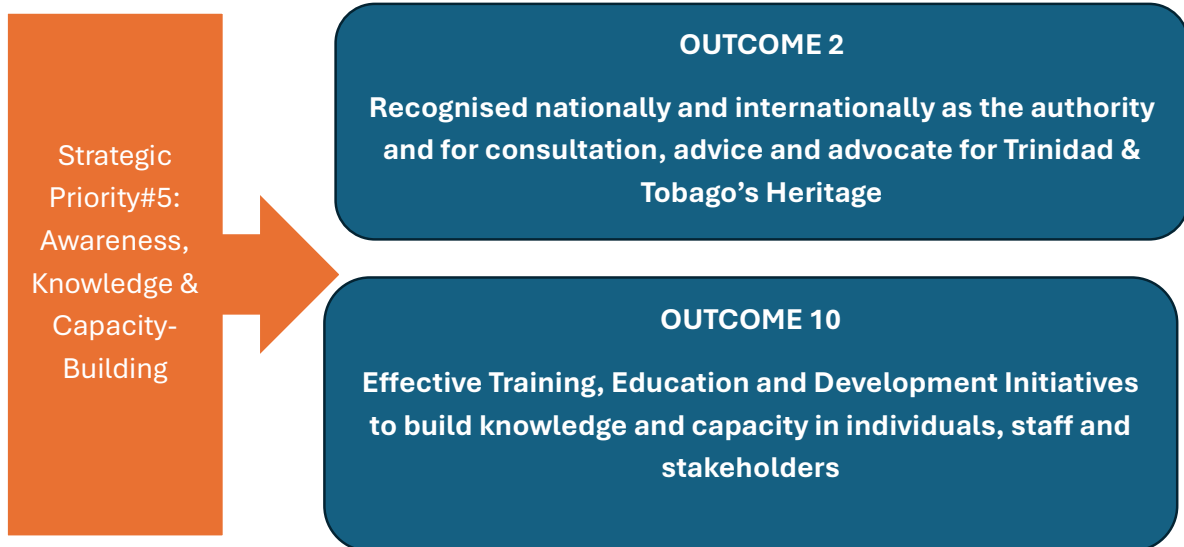 Strategic
Priority#5:
Awareness,
Knowledge &
Capacity-
Building
OUTCOME 2
Recognised nationally and internationally as the authority
and for consultation, advice and advocate for Trinidad &
Tobago’s Heritage
OUTCOME 10
Effective Training, Education and Development Initiatives
to build knowledge and capacity in individuals, staff and
stakeholders